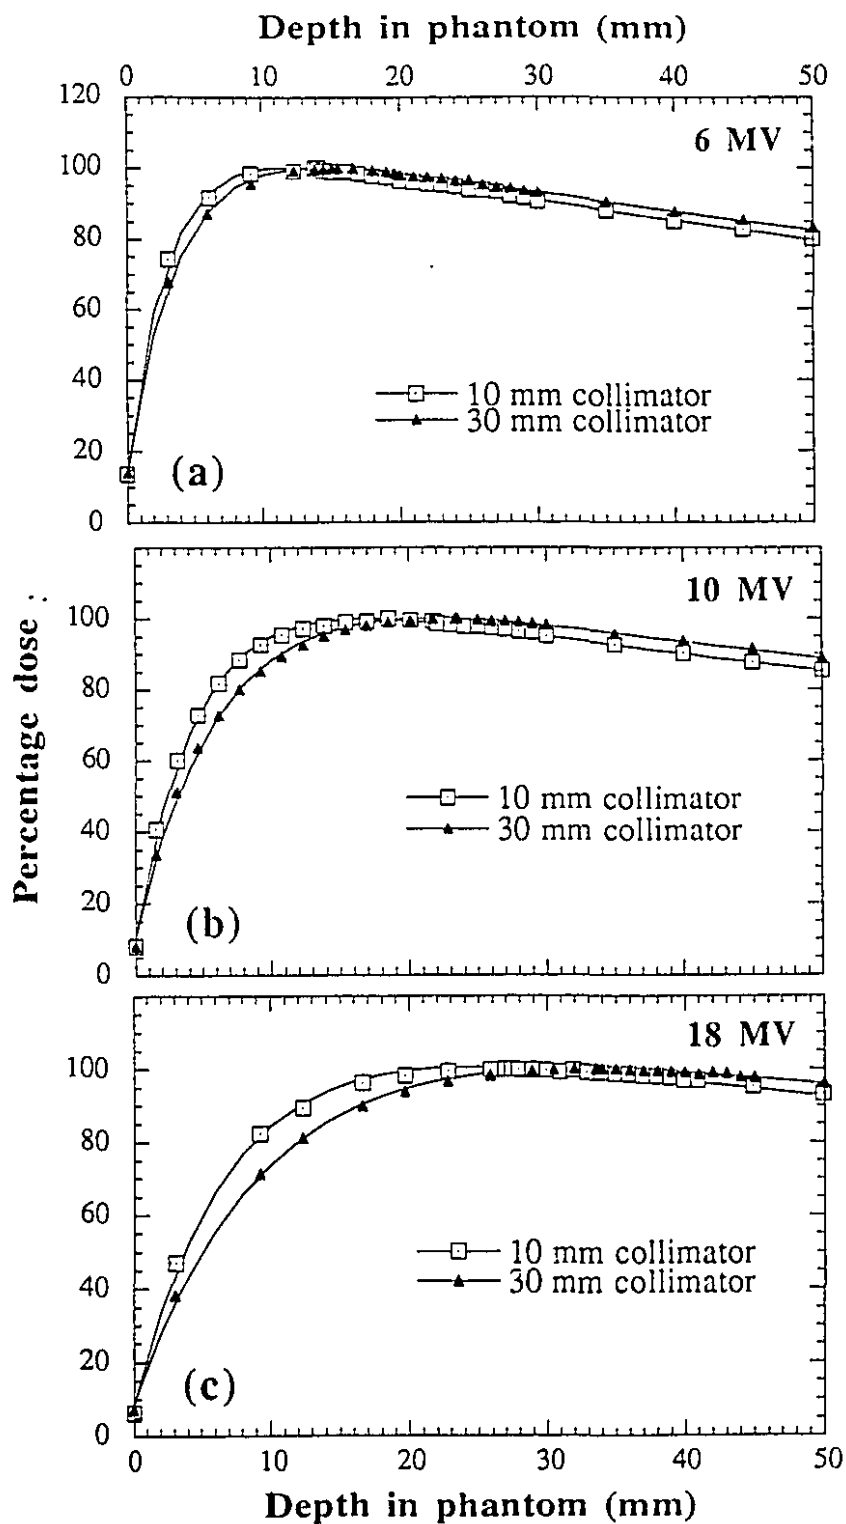 Depth in phantom (mm)
0 10 20 30 40 50
120
100
80
60
40
20
0
6 MV
10 mm collimator
30 mm collimator
(a)
Percentage dose
100
80
60
40
20
0
10 MV
10 mm collimator
30 mm collimator
(b)
100
80
60
40
20
0
18 MV
10 mm collimator
30 mm collimator
(c)
0 10 20 30 40 50
Depth in phantom (mm)